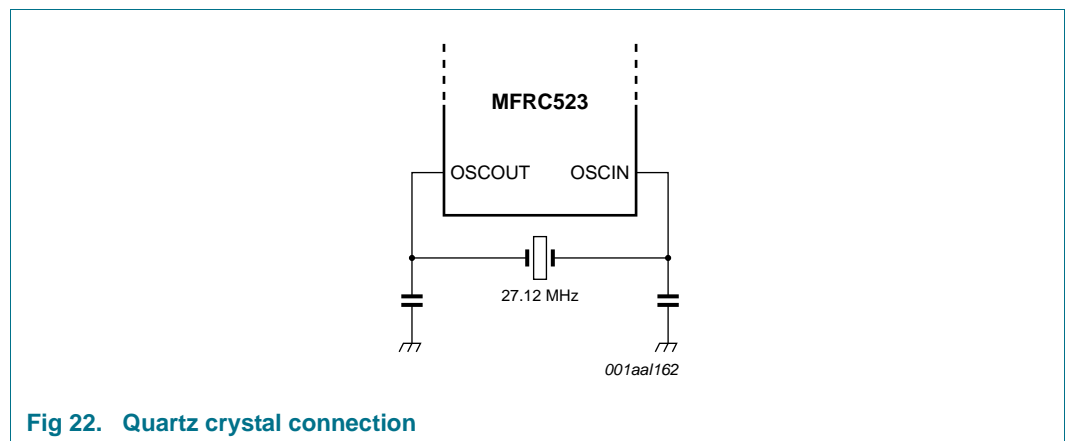 MFRC523
OSCOUT OSCIN
27.12 MHz
001aal162
Fig 22. Quartz crystal connection